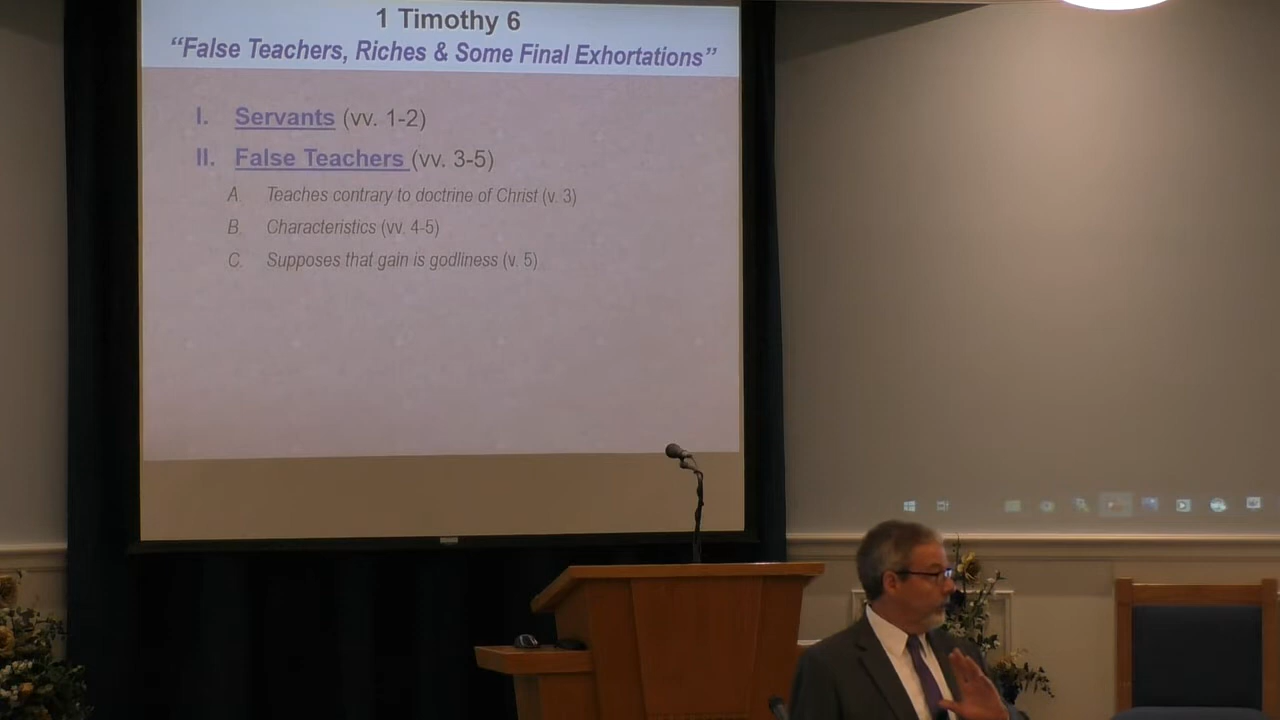 1 Timothy 6
“False Teachers, Riches & Some Final Exhortations”
I. Servants (vv. 1-2)
II. False Teachers (vv. 3-5)
A. Teaches contrary to doctrine of Christ (v. 3)
B. Characteristics (vv. 4-5)
C. Supposes that gain is godliness (v. 5)